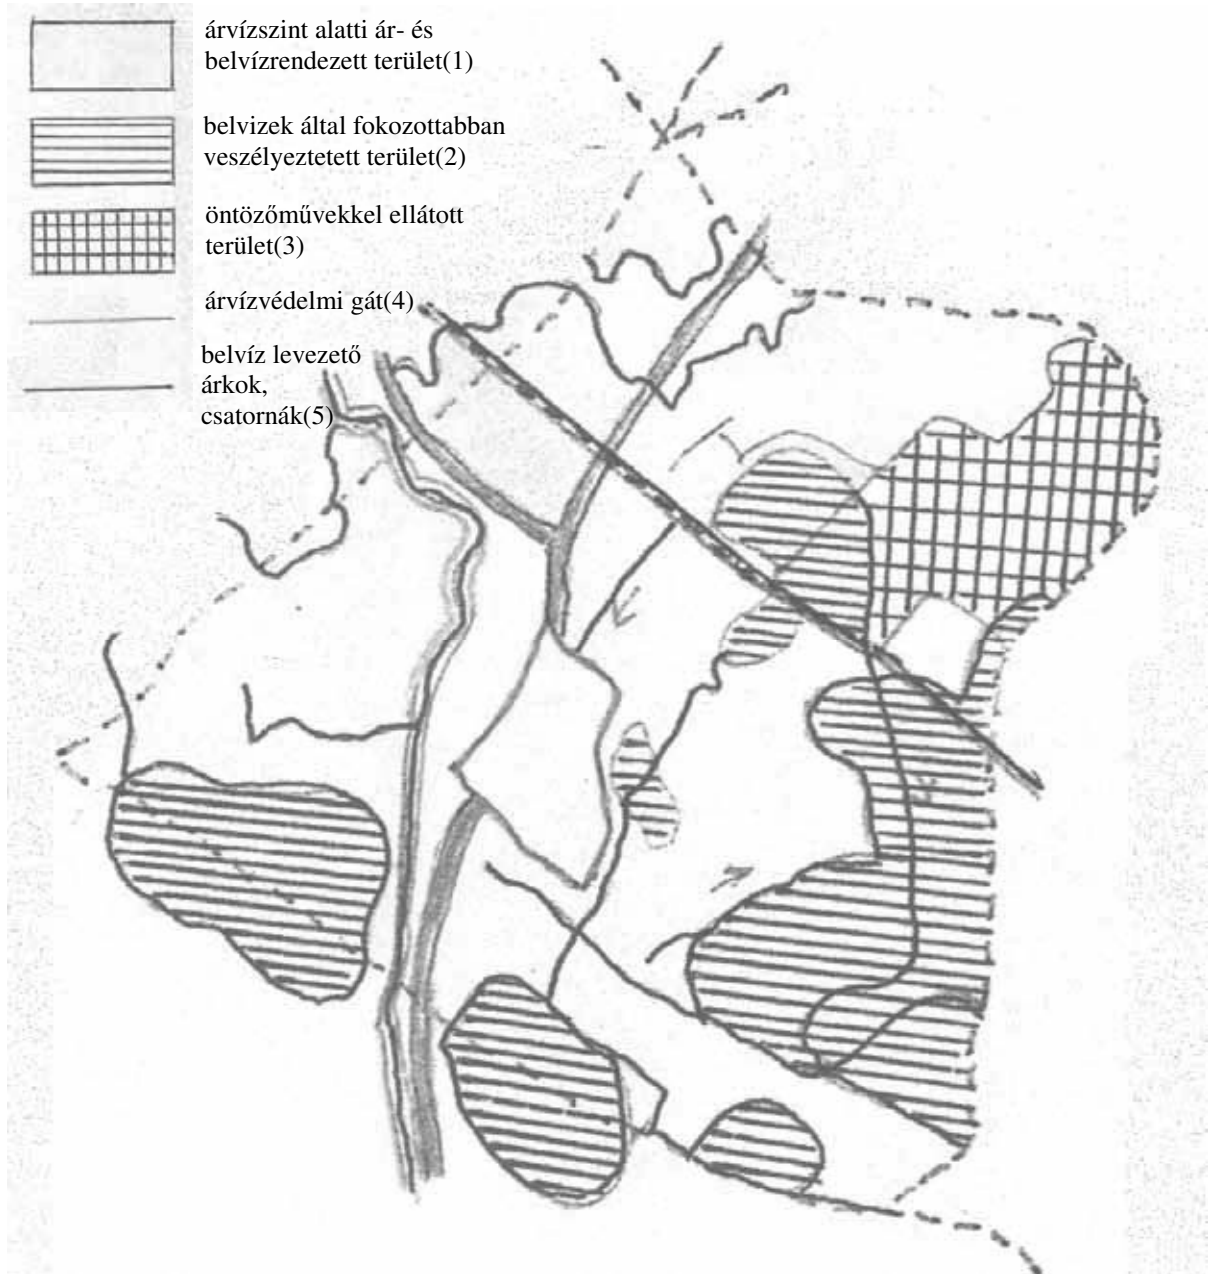 árvízszint alatti ár- és
belvízrendezett terület(1)
belvizek által fokozottabban
veszélyeztetett terület(2)
öntözőművekkel ellátott
terület(3)
árvízvédelmi gát(4)
belvíz levezető
árkok,
csatornák(5)